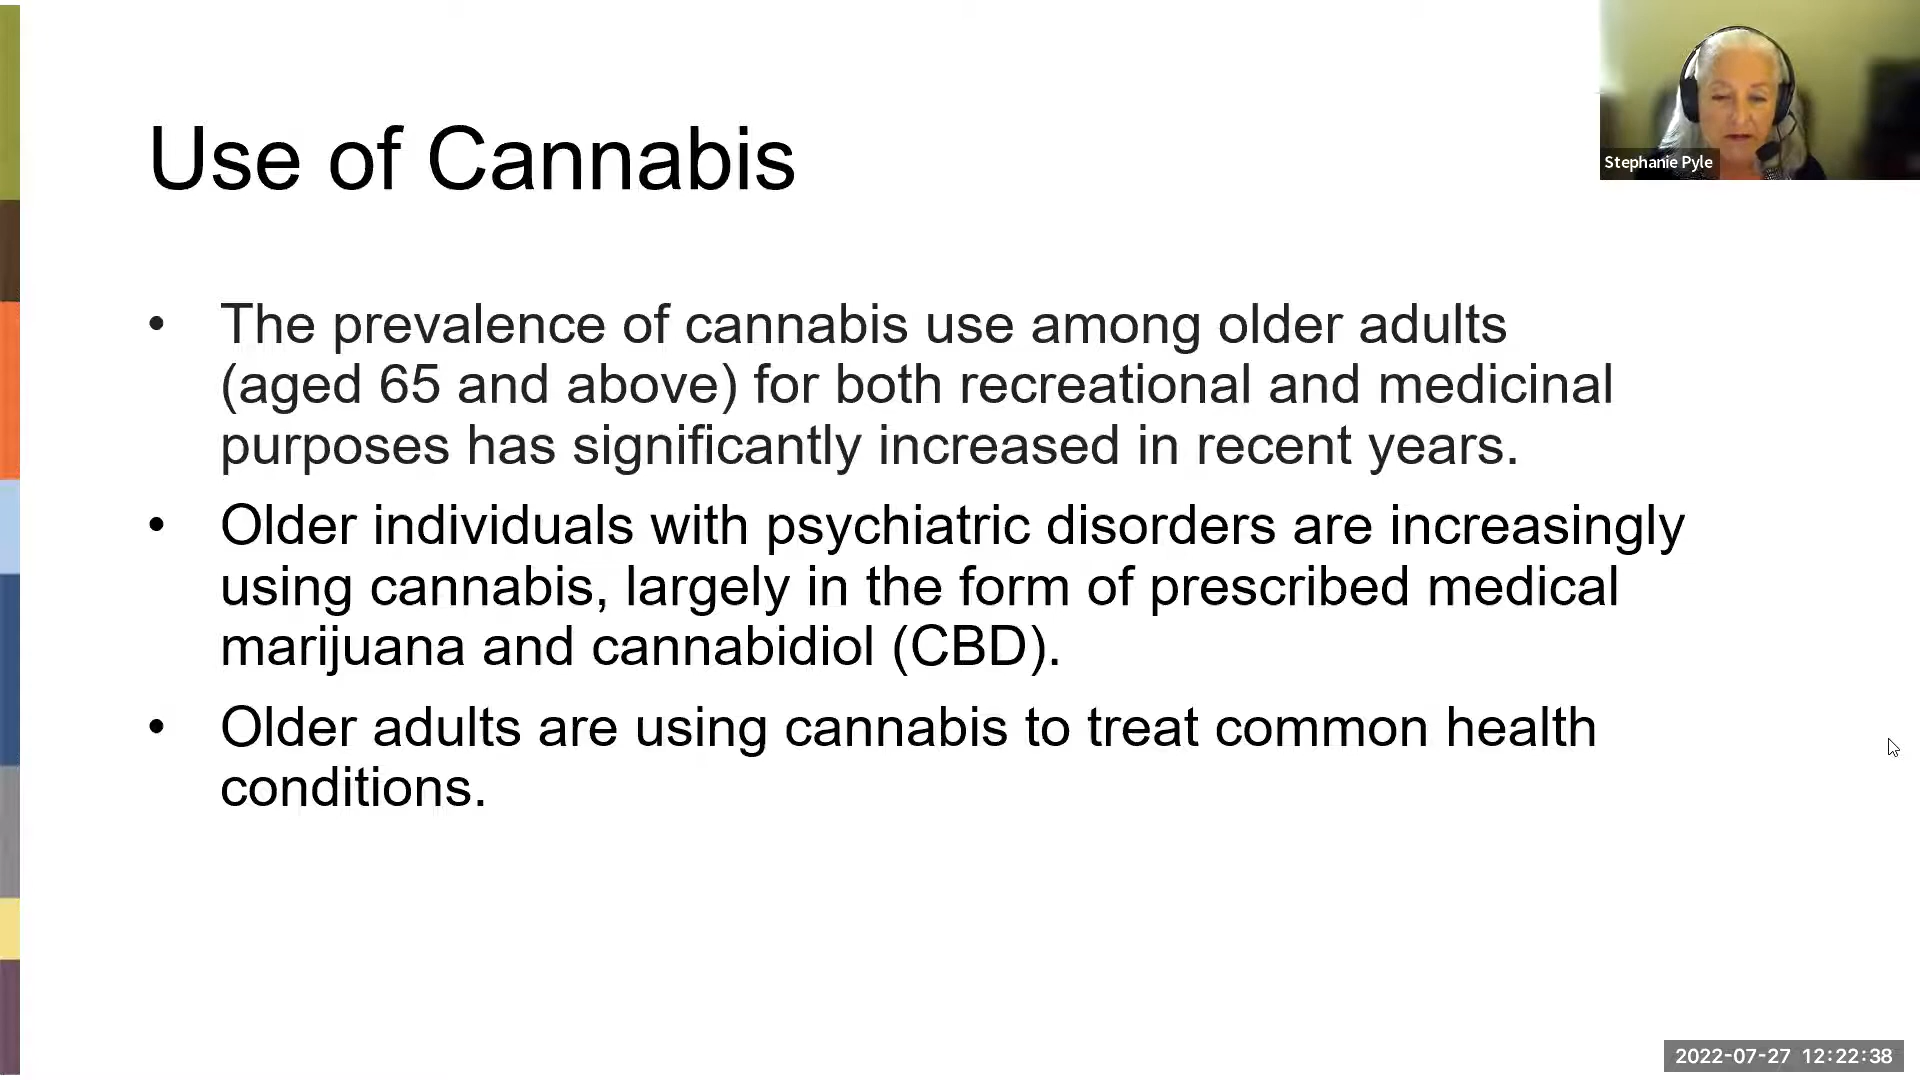 Use of Cannabis
Stephanie Pyle
• The prevalence of cannabis use among older adults
(aged 65 and above) for both recreational and medicinal
purposes has significantly increased in recent years.
• Older individuals with psychiatric disorders are increasingly
using cannabis, largely in the form of prescribed medical
marijuana and cannabidiol (CBD).
• Older adults are using cannabis to treat common health
conditions.
2022-07-27 12:22:38